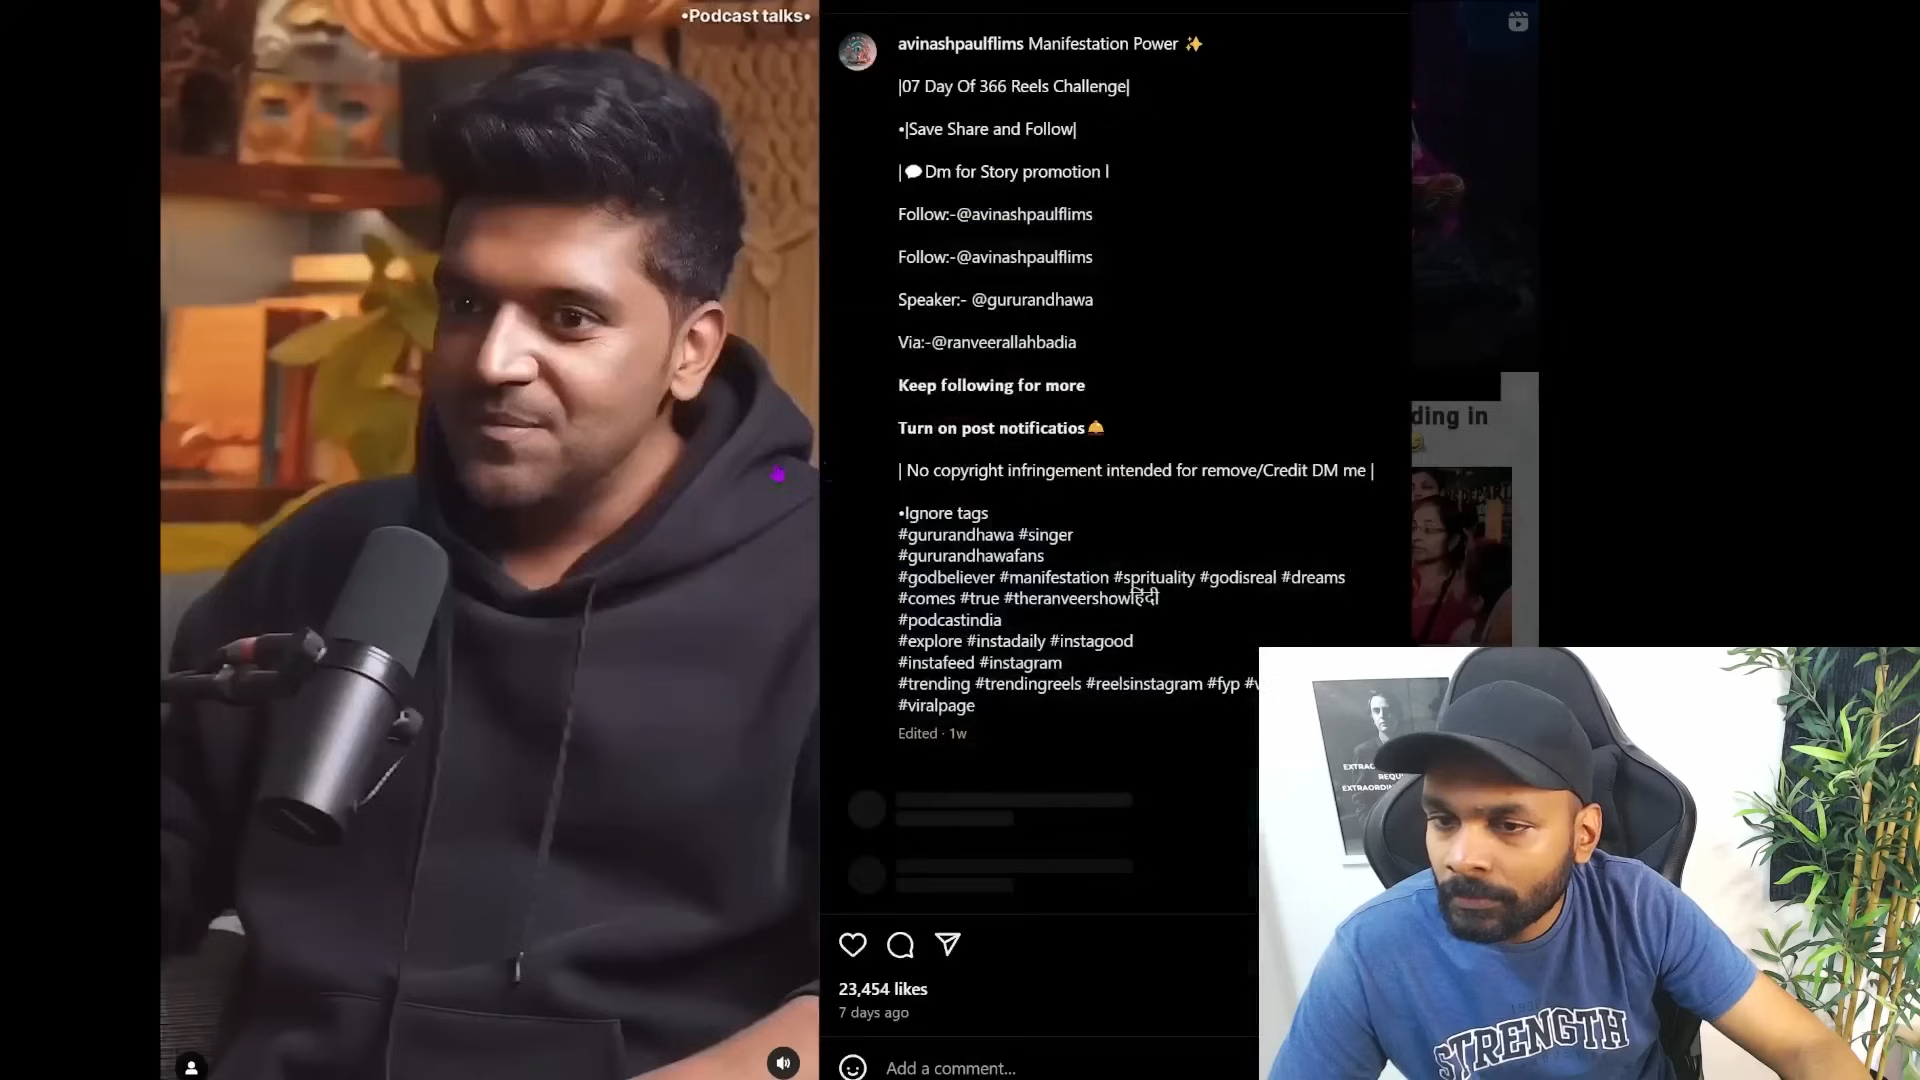 •Podcast talks•
avinashpaulflims Manifestation Power ✨
|07 Day Of 366 Reels Challenge|
•|Save Share and Follow|
|💬Dm for Story promotion l
Follow:-@avinashpaulflims
Follow:-@avinashpaulflims
Speaker:- @gururandhawa
Via:-@ranveerallahbadia
Keep following for more
Turn on post notificatios🛎️
| No copyright infringement intended for remove/Credit DM me |
•Ignore tags
#gururandhawa #singer
#gururandhawafans
#godbeliever #manifestation #sprituality #godisreal #dreams
#comes #true #theranveershowहिंदी
#podcastindia
#explore #instadaily #instagood
#instafeed #instagram
#trending #trendingreels #reelsinstagram #fyp
#viralpage
Edited · 1w
23,454 likes
7 days ago
Add a comment...
ding in
STRENGTH